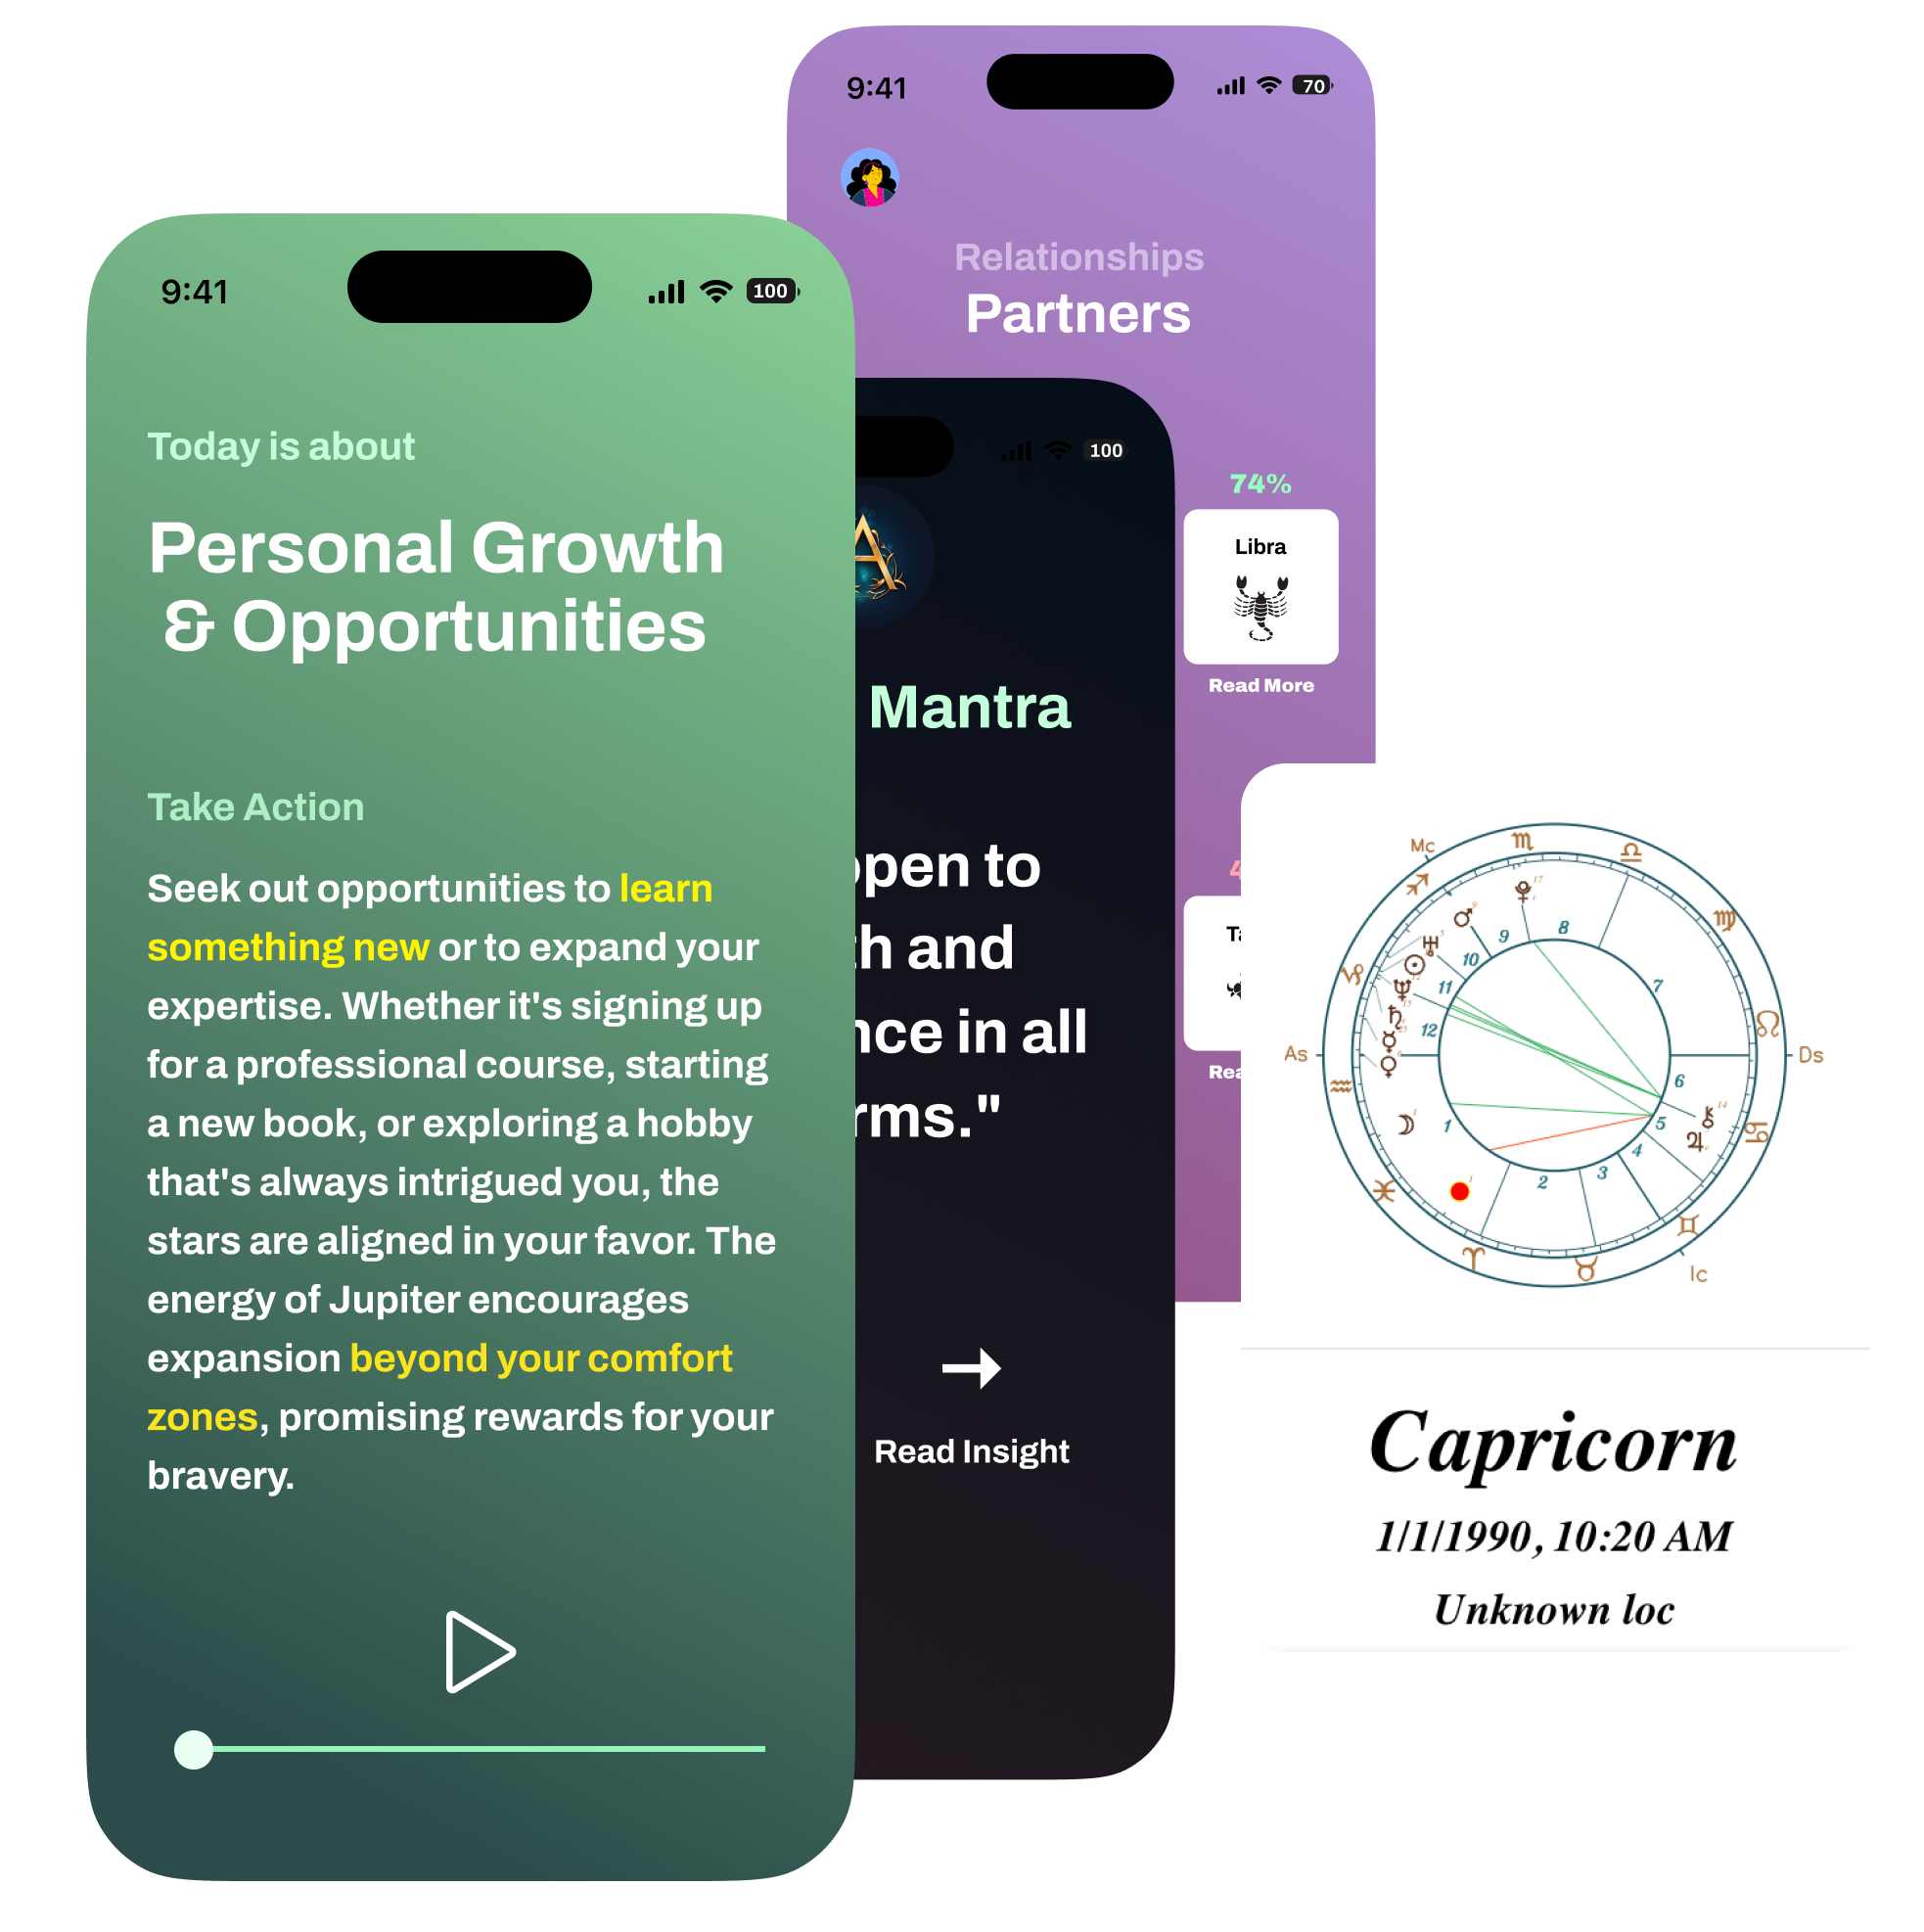 9:41
100
Today is about
Personal Growth
& Opportunities
Take Action
Seek out opportunities to learn
something new or to expand your
expertise. Whether it's signing up
for a professional course, starting
a new book, or exploring a hobby
that's always intrigued you, the
stars are aligned in your favor. The
energy of Jupiter encourages
expansion beyond your comfort
zones, promising rewards for your
bravery.
9:41
70
Relationships
Partners
74%
Libra
Read More
100
A
Mantra
open to
and
in all
Read Insight
Mc
As
Ds
Ic
1
2
3
4
5
6
7
8
9
10
11
12
Capricorn
1/1/1990, 10:20 AM
Unknown loc